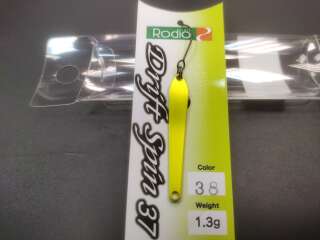 Rodio
Drift Spin 37
Color
38
Weight
1.3g